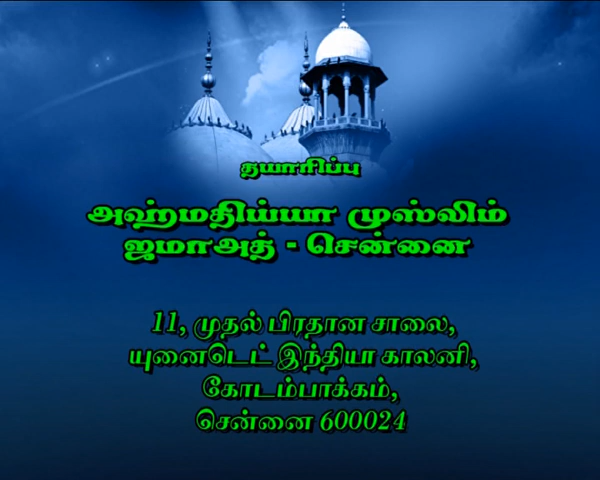 தயாரிப்பு
அஹ்மதிய்யா முஸ்லிம்
ஜமாஅத் - சென்னை
11, முதல் பிரதான சாலை,
யுனைடெட் இந்தியா காலனி,
கோடம்பாக்கம்,
சென்னை 600024